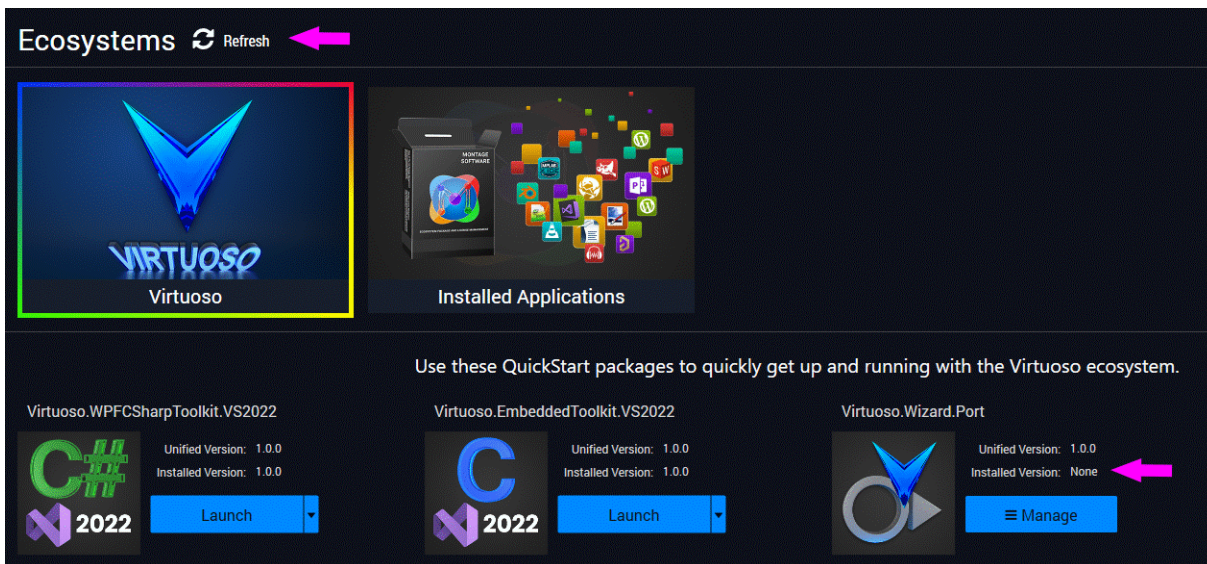 Ecosystems Refresh
MONTAGE
SOFTWARE
VIRTUOSO
Virtuoso
Installed Applications
Use these QuickStart packages to quickly get up and running with the Virtuoso ecosystem.
Virtuoso.WPFCSharpToolkit.VS2022
C#
2022
Unified Version: 1.0.0
Installed Version: 1.0.0
Launch
Virtuoso.EmbeddedToolkit.VS2022
C
2022
Unified Version: 1.0.0
Installed Version: 1.0.0
Launch
Virtuoso.Wizard.Port
Unified Version: 1.0.0
Installed Version: None
Manage